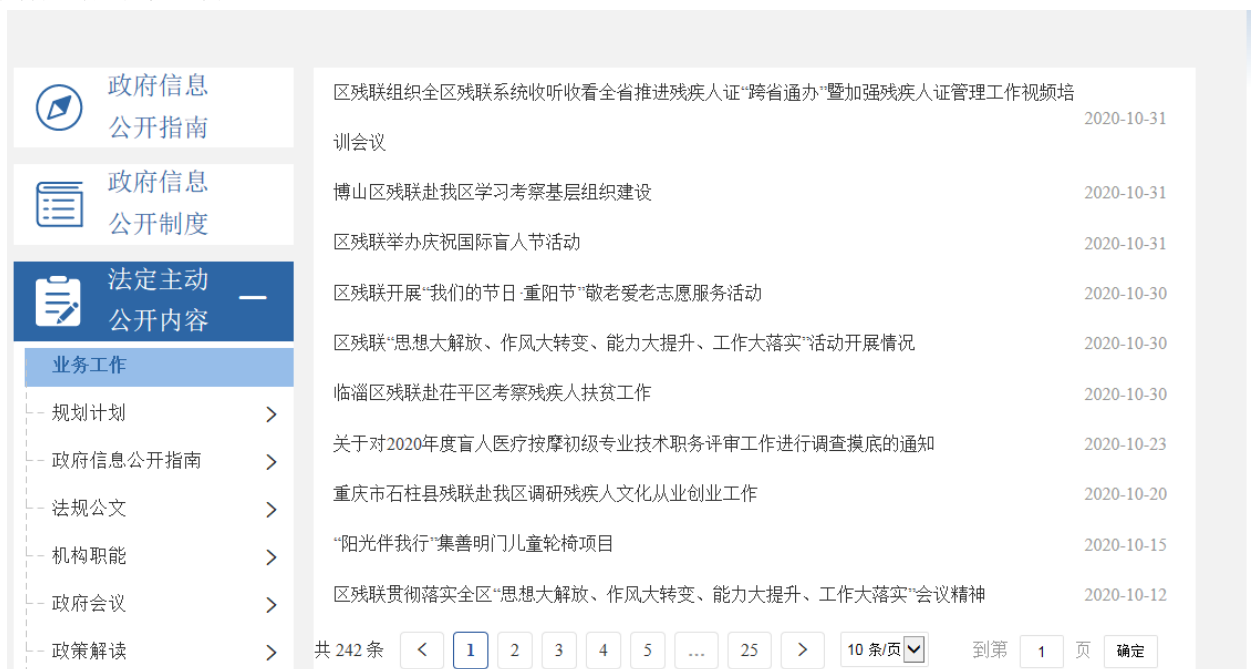 政府信息
公开指南
政府信息
公开制度
法定主动
公开内容
业务工作
规划计划
政府信息公开指南
法规公文
机构职能
政府会议
政策解读
区残联组织全区残联系统收听收看全省推进残疾人证“跨省通办”暨加强残疾人证管理工作视频培
训会议
2020-10-31
博山区残联赴我区学习考察基层组织建设 2020-10-31
区残联举办庆祝国际盲人节活动 2020-10-31
区残联开展“我们的节日·重阳节”敬老爱老志愿服务活动 2020-10-30
区残联“思想大解放、作风大转变、能力大提升、工作大落实”活动开展情况 2020-10-30
临淄区残联赴茌平区考察残疾人扶贫工作 2020-10-30
关于对2020年度盲人医疗按摩初级专业技术职务评审工作进行调查摸底的通知 2020-10-23
重庆市石柱县残联赴我区调研残疾人文化从业创业工作 2020-10-20
“阳光伴我行”集善明门儿童轮椅项目 2020-10-15
区残联贯彻落实全区“思想大解放、作风大转变、能力大提升、工作大落实”会议精神 2020-10-12
共 242 条 < 1 2 3 4 5 … 25 > 10 条/页 到第 1 页 确定